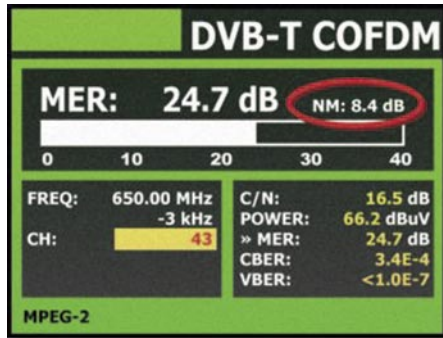 DVB-T COFDM
MER: 24.7 dB NM: 8.4 dB
0 10 20 30 40
FREQ: 650.00 MHz
-3 kHz
CH: 43
C/N: 16.5 dB
POWER: 66.2 dBuV
» MER: 24.7 dB
CBER: 3.4E-4
VBER: <1.0E-7
MPEG-2